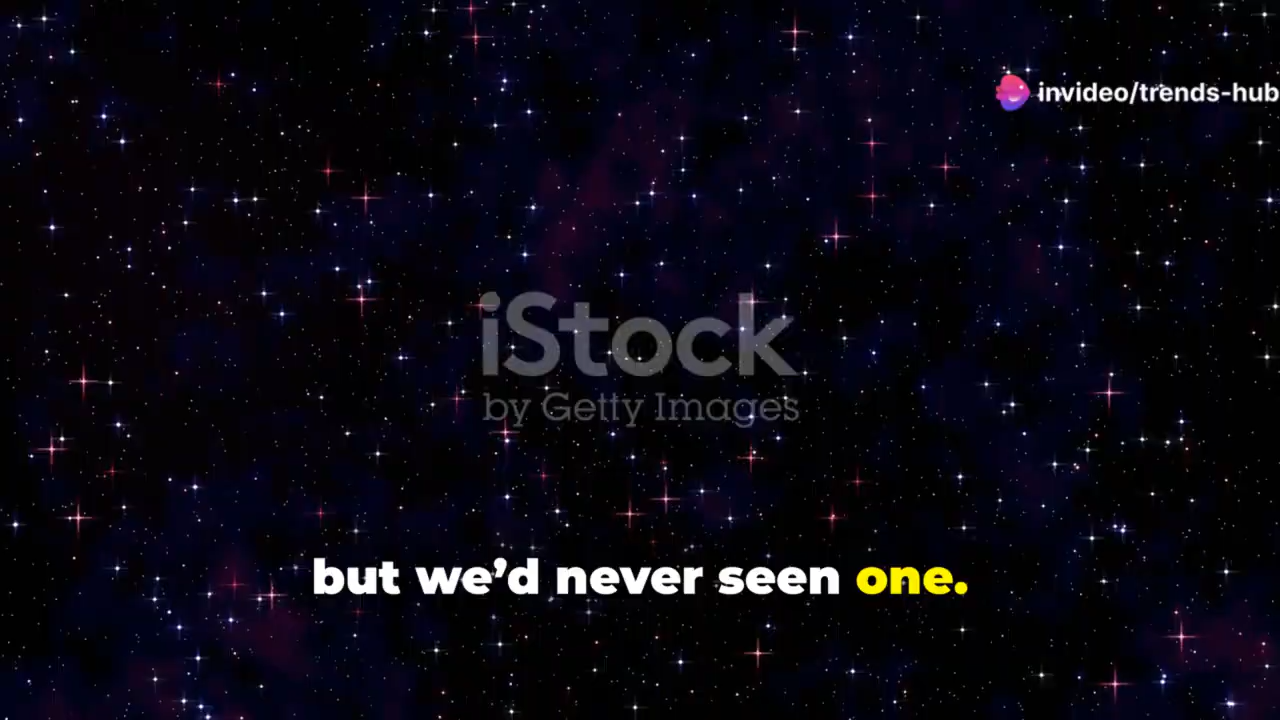 invideo/trends-hub
iStock
by Getty Images
but we'd never seen one.